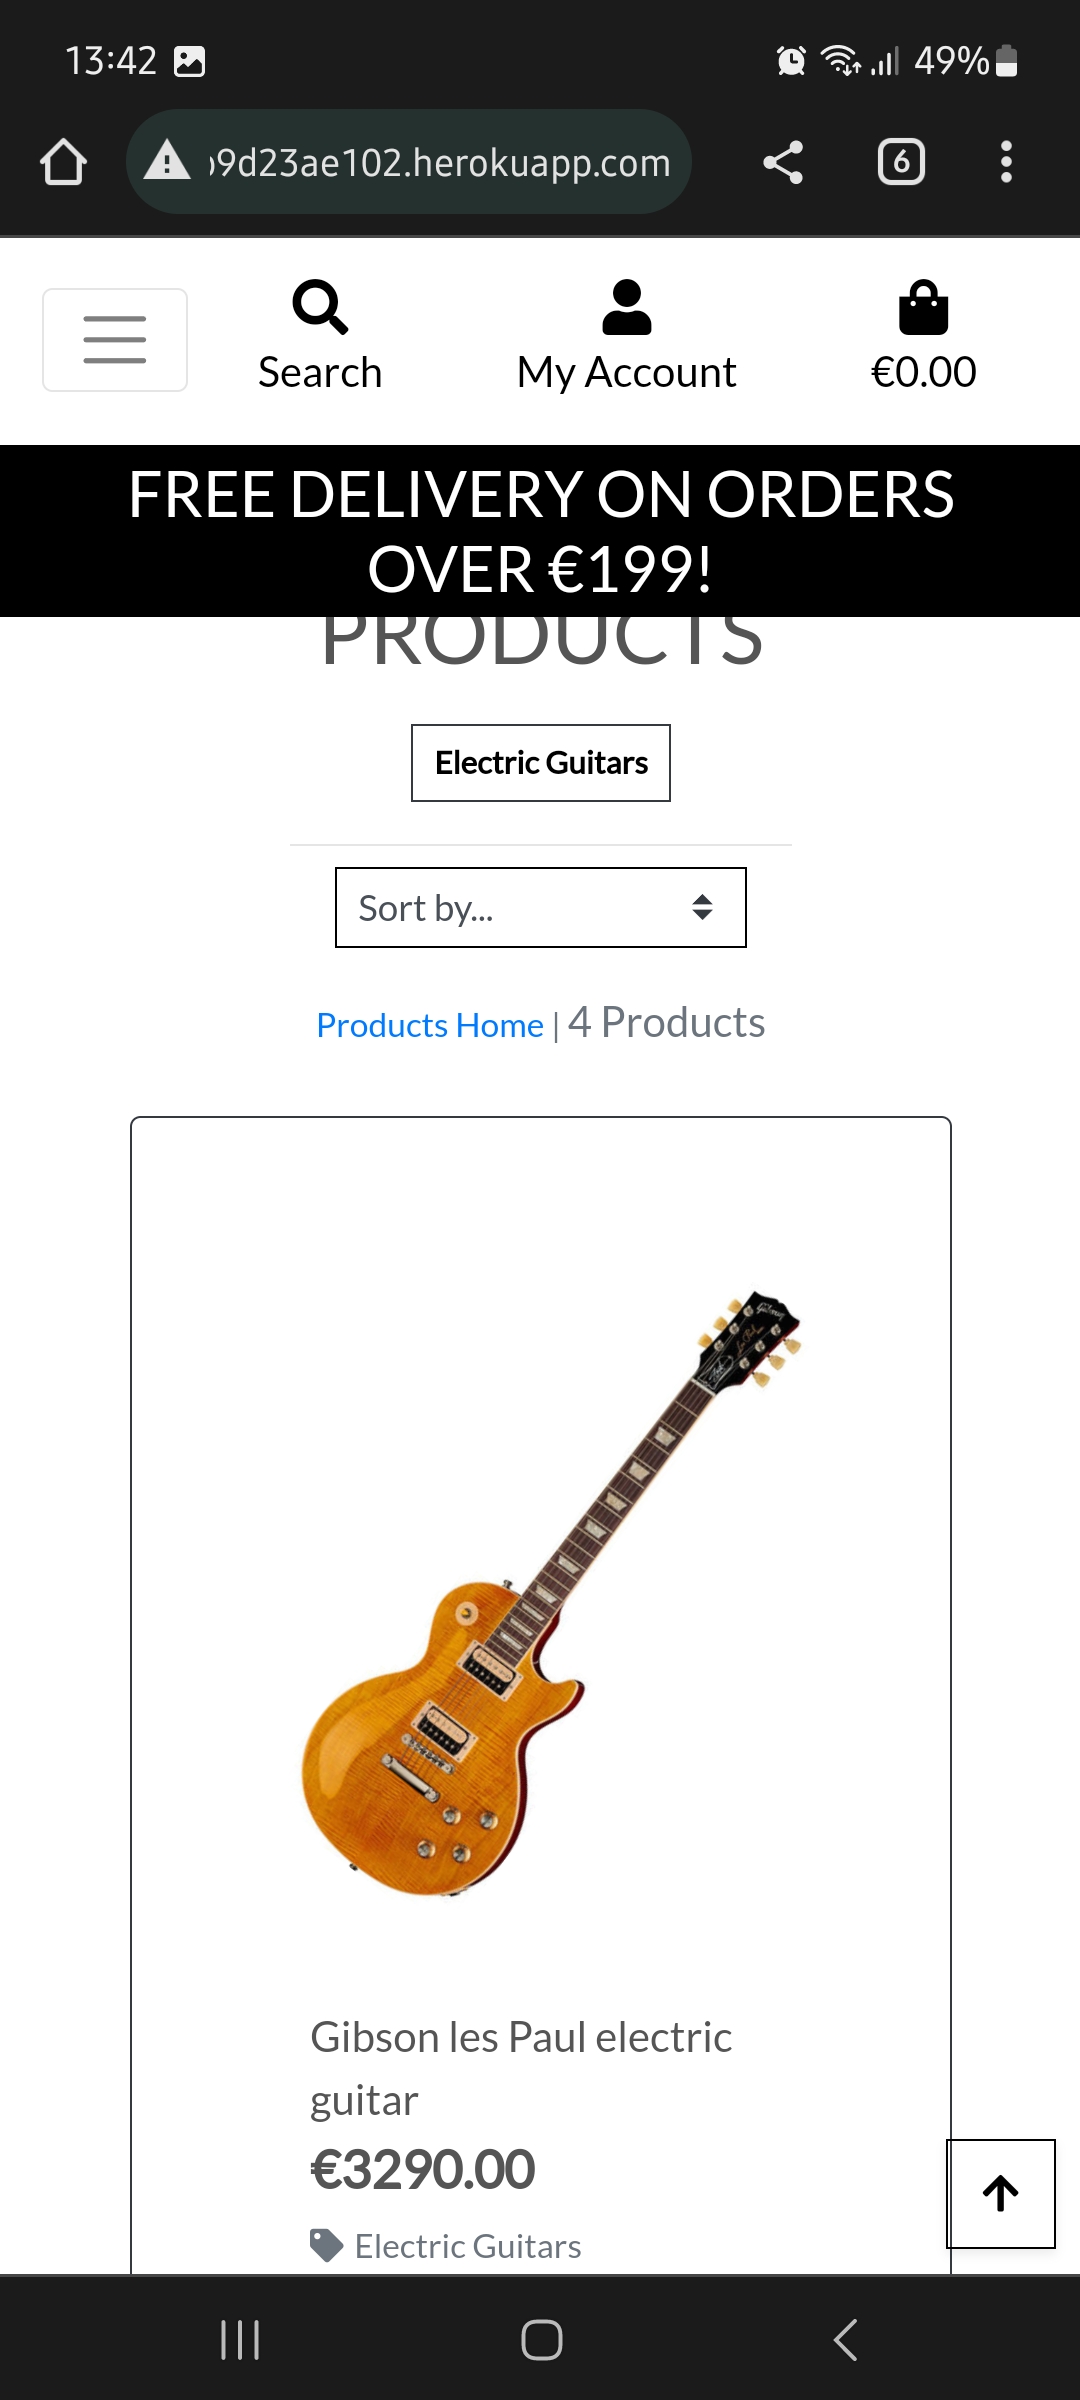 13:42
49%
9d23ae102.herokuapp.com
6
Search
My Account
€0.00
FREE DELIVERY ON ORDERS
OVER €199!
PRODUCTS
Electric Guitars
Sort by...
Products Home | 4 Products
Gibson
Gibson les Paul electric
guitar
€3290.00
Electric Guitars